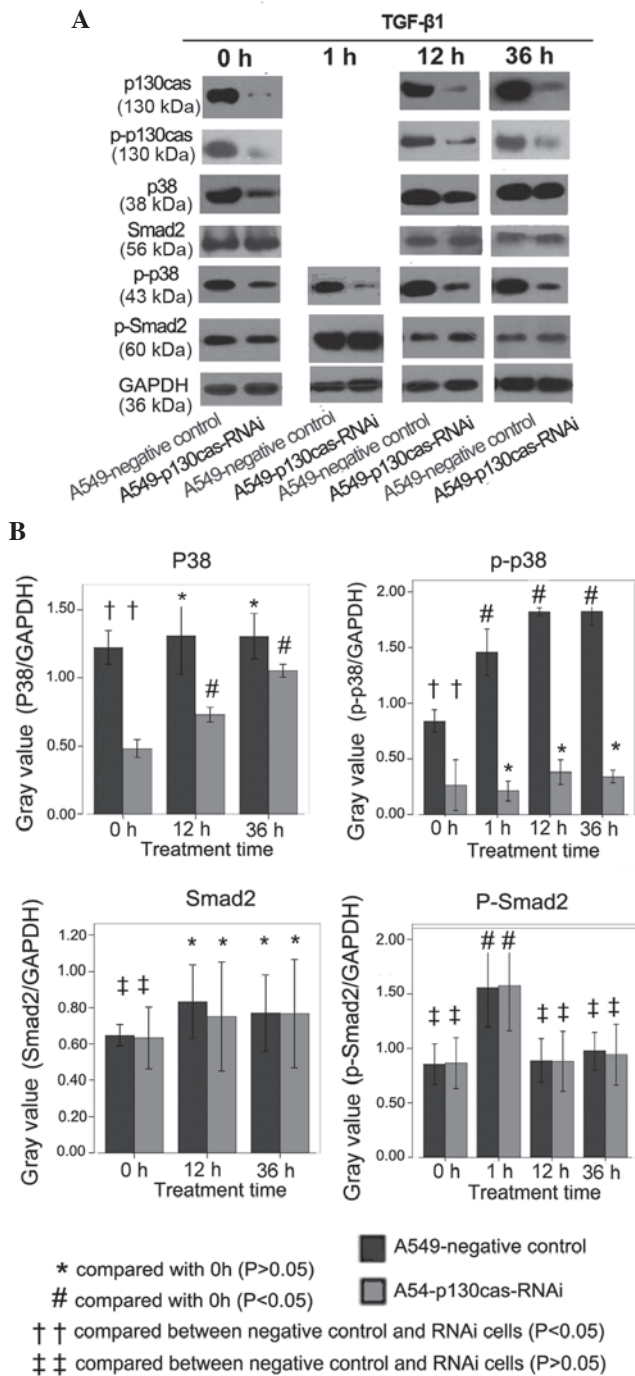 A
TGF-β1
0 h 1 h 12 h 36 h
p130cas
(130 kDa)
p-p130cas
(130 kDa)
p38
(38 kDa)
Smad2
(56 kDa)
p-p38
(43 kDa)
p-Smad2
(60 kDa)
GAPDH
(36 kDa)
A549-negative control
A549-p130cas-RNAi
A549-negative control
A549-p130cas-RNAi
A549-negative control
A549-p130cas-RNAi
A549-negative control
A549-p130cas-RNAi
B
P38
Gray value (P38/GAPDH)
1.50
1.00
0.50
0.00
† † * # * #
0 h 12 h 36 h
Treatment time
p-p38
Gray value (p-p38/GAPDH)
2.00
1.50
1.00
0.50
0.00
† † # * # * # *
0 h 1 h 12 h 36 h
Treatment time
Smad2
Gray value (Smad2/GAPDH)
1.20
1.00
0.80
0.60
0.40
0.20
0.00
‡ ‡ * * * *
0 h 12 h 36 h
Treatment time
P-Smad2
Gray value (p-Smad2/GAPDH)
2.00
1.50
1.00
0.50
0.00
‡ ‡ # # ‡ ‡ ‡ ‡
0 h 1 h 12 h 36 h
Treatment time
* compared with 0h (P>0.05)
# compared with 0h (P<0.05)
A549-negative control
A54-p130cas-RNAi
† † compared between negative control and RNAi cells (P<0.05)
‡ ‡ compared between negative control and RNAi cells (P>0.05)